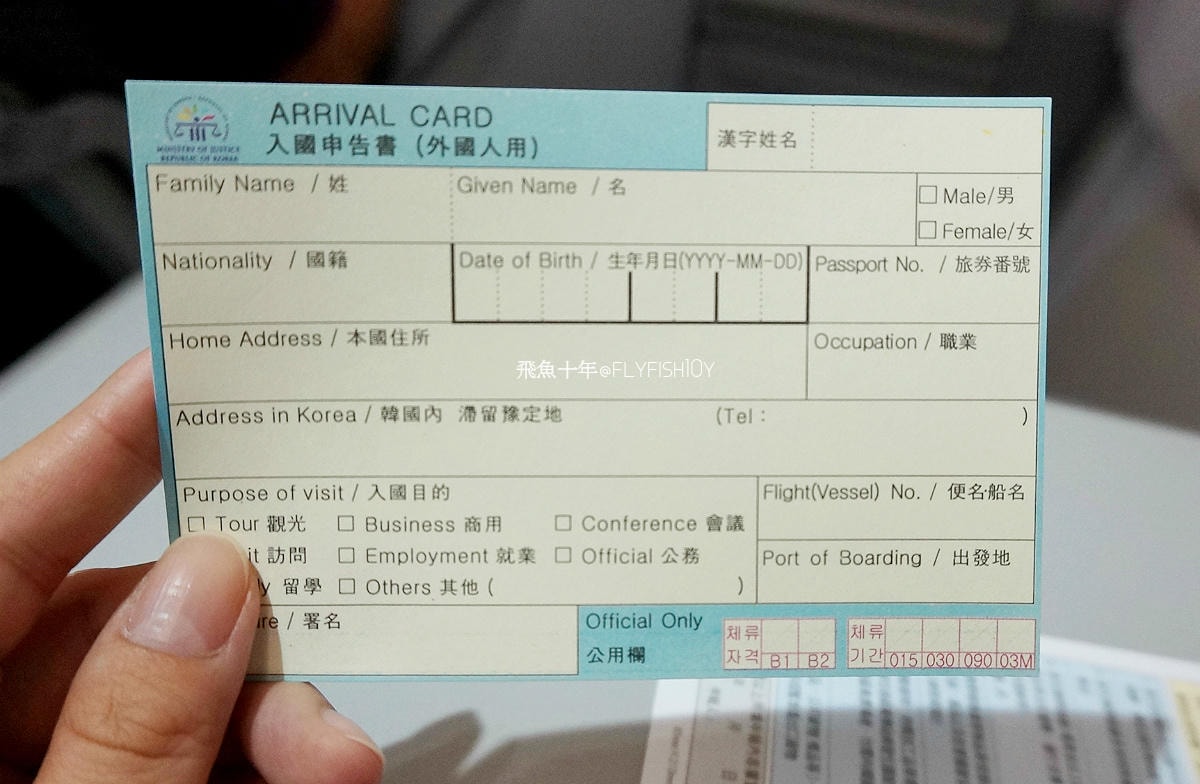 ARRIVAL CARD
入國申告書 (外國人用)
MINISTRY OF JUSTICE
REPUBLIC OF KOREA
漢字姓名
Family Name / 姓
Given Name / 名
Male/男
Female/女
Nationality / 國籍
Date of Birth / 生年月日(YYYY-MM-DD)
Passport No. / 旅券番號
Home Address / 本國住所
Occupation / 職業
飛魚十年@FLYFISH10Y
Address in Korea / 韓國內 滯留豫定地 (Tel : )
Purpose of visit / 入國目的
Flight(Vessel) No. / 便名船名
Tour 觀光 Business 商用 Conference 會議
it 訪問 Employment 就業 Official 公務
Port of Boarding / 出發地
y 留學 Others 其他 ( )
re / 署名
Official Only
公用欄
체류
자격 B1 B2
체류
기간 015 030 090 03M